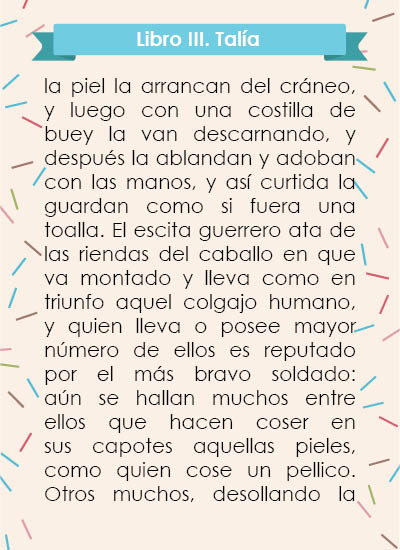 Libro III. Talía
la piel la arrancan del cráneo,
y luego con una costilla de
buey la van descarnando, y
después la ablandan y adoban
con las manos, y así curtida la
guardan como si fuera una
toalla. El escita guerrero ata de
las riendas del caballo en que
va montado y lleva como en
triunfo aquel colgajo humano,
y quien lleva o posee mayor
número de ellos es reputado
por el más bravo soldado:
aún se hallan muchos entre
ellos que hacen coser en
sus capotes aquellas pieles,
como quien cose un pellico.
Otros muchos, desollando la